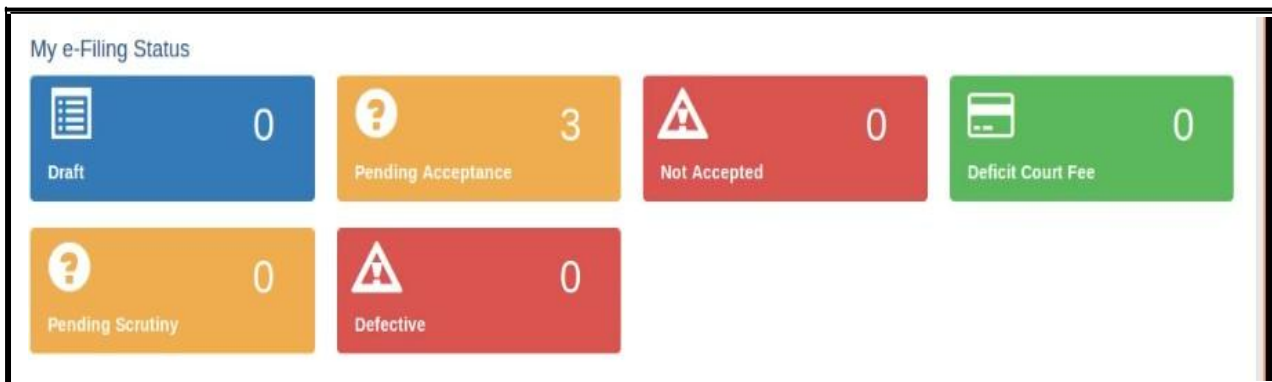 My e-Filing Status
0
Draft
3
Pending Acceptance
0
Not Accepted
0
Deficit Court Fee
0
Pending Scrutiny
0
Defective